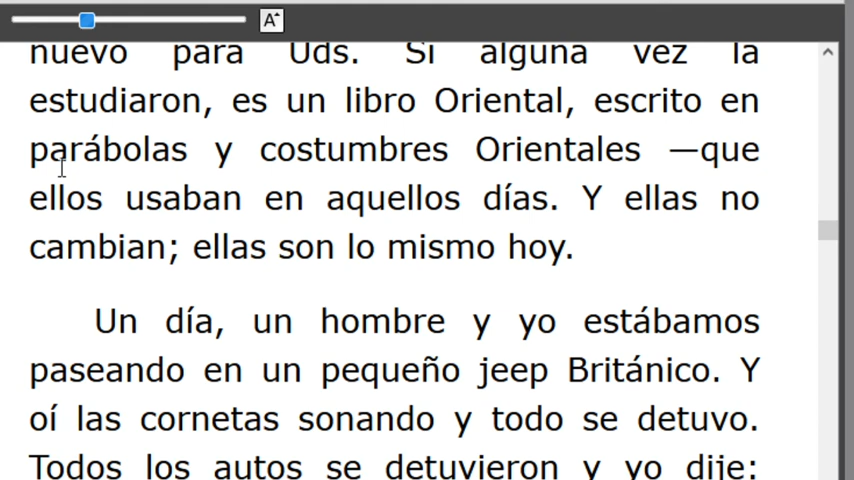 A
nuevo para Uds. Si alguna vez la
estudiaron, es un libro Oriental, escrito en
parábolas y costumbres Orientales —que
ellos usaban en aquellos días. Y ellas no
cambian; ellas son lo mismo hoy.
Un día, un hombre y yo estábamos
paseando en un pequeño jeep Británico. Y
oí las cornetas sonando y todo se detuvo.
Todos los autos se detuvieron y yo dije: